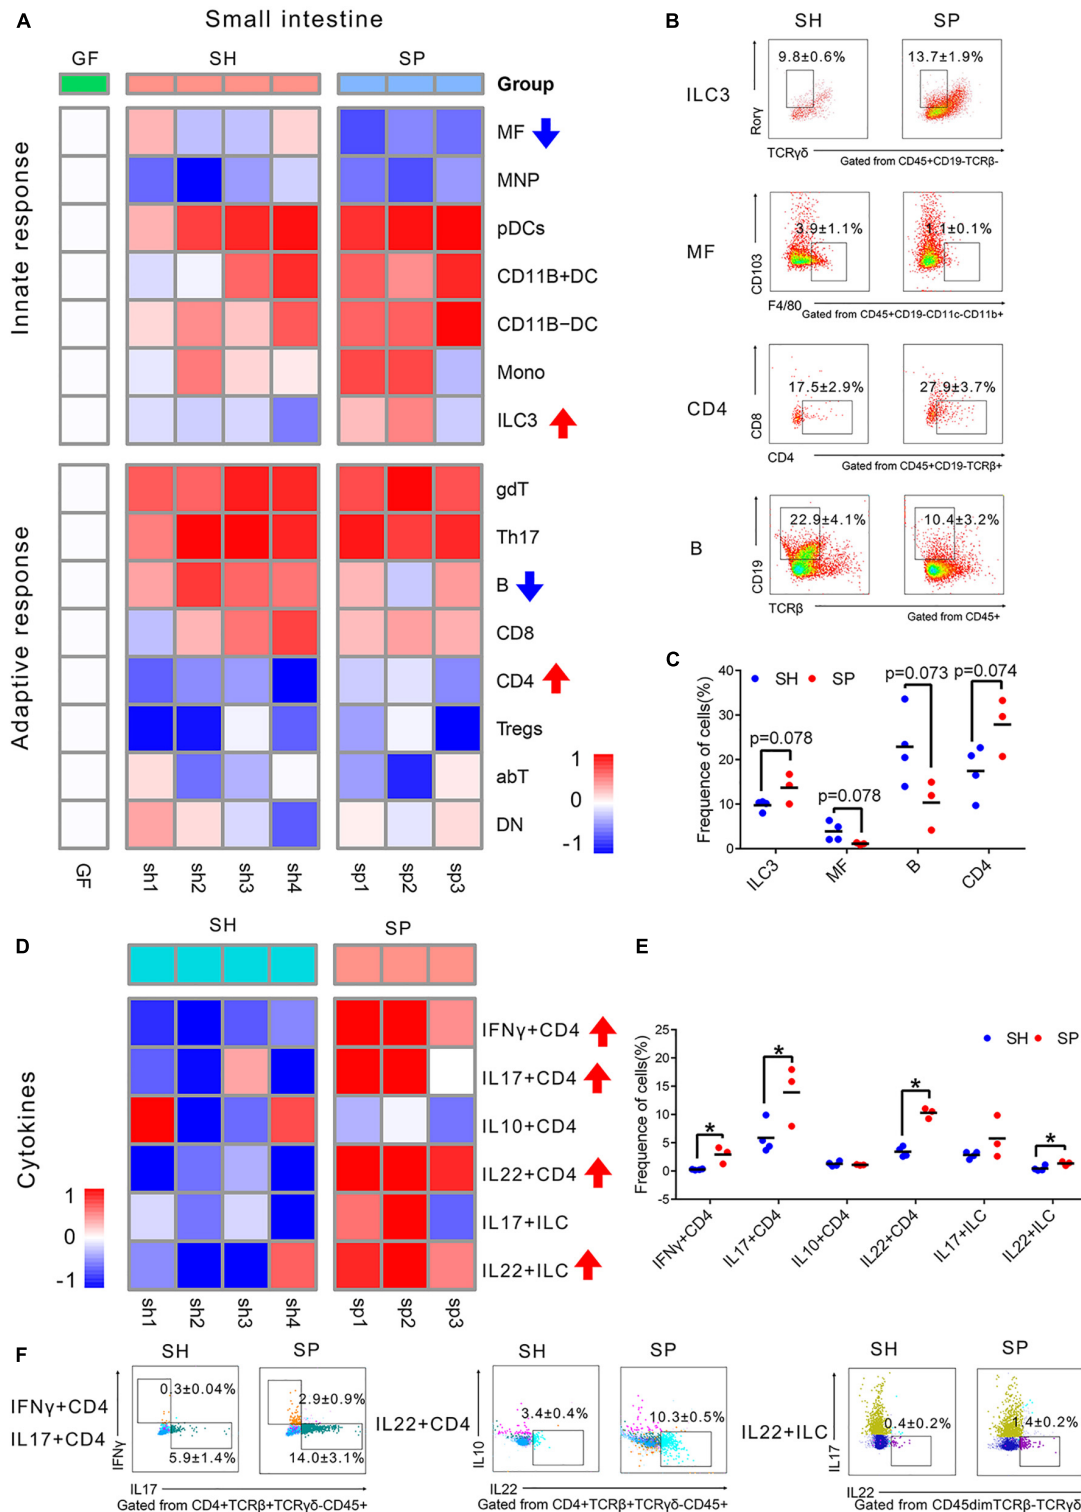 A
Small intestine
GF SH SP
Group
Innate response
MF
MNP
pDCs
CD11B+DC
CD11B−DC
Mono
ILC3
Adaptive response
gdT
Th17
B
CD8
CD4
Tregs
abT
DN
1
0
-1
GF sh1 sh2 sh3 sh4 sp1 sp2 sp3
B
SH SP
ILC3
9.8±0.6% 13.7±1.9%
Rorγ
TCRγδ
Gated from CD45+CD19-TCRβ-
MF
3.9±1.1% 1.1±0.1%
CD103
F4/80
Gated from CD45+CD19-CD11c-CD11b+
CD4
17.5±2.9% 27.9±3.7%
CD8
CD4
Gated from CD45+CD19-TCRβ+
B
22.9±4.1% 10.4±3.2%
CD19
TCRβ
Gated from CD45+
C
SH SP
Frequence of cells(%)
40
30
20
10
0
p=0.078
p=0.078
p=0.073
p=0.074
ILC3 MF B CD4
D
SH SP
Cytokines
IFNγ+CD4
IL17+CD4
IL10+CD4
IL22+CD4
IL17+ILC
IL22+ILC
1
0
-1
sh1 sh2 sh3 sh4 sp1 sp2 sp3
E
SH SP
Frequence of cells(%)
25
20
15
10
5
0
-5
* * * *
IFNγ+CD4 IL17+CD4 IL10+CD4 IL22+CD4 IL17+ILC IL22+ILC
F
SH SP
IFNγ+CD4
IL17+CD4
0.3±0.04% 2.9±0.9%
5.9±1.4% 14.0±3.1%
IFNγ
IL17
Gated from CD4+TCRβ+TCRγδ-CD45+
SH SP
IL22+CD4
3.4±0.4% 10.3±0.5%
IL10
IL22
Gated from CD4+TCRβ+TCRγδ-CD45+
SH SP
IL22+ILC
0.4±0.2% 1.4±0.2%
IL17
IL22
Gated from CD45dimTCRβ-TCRγδ